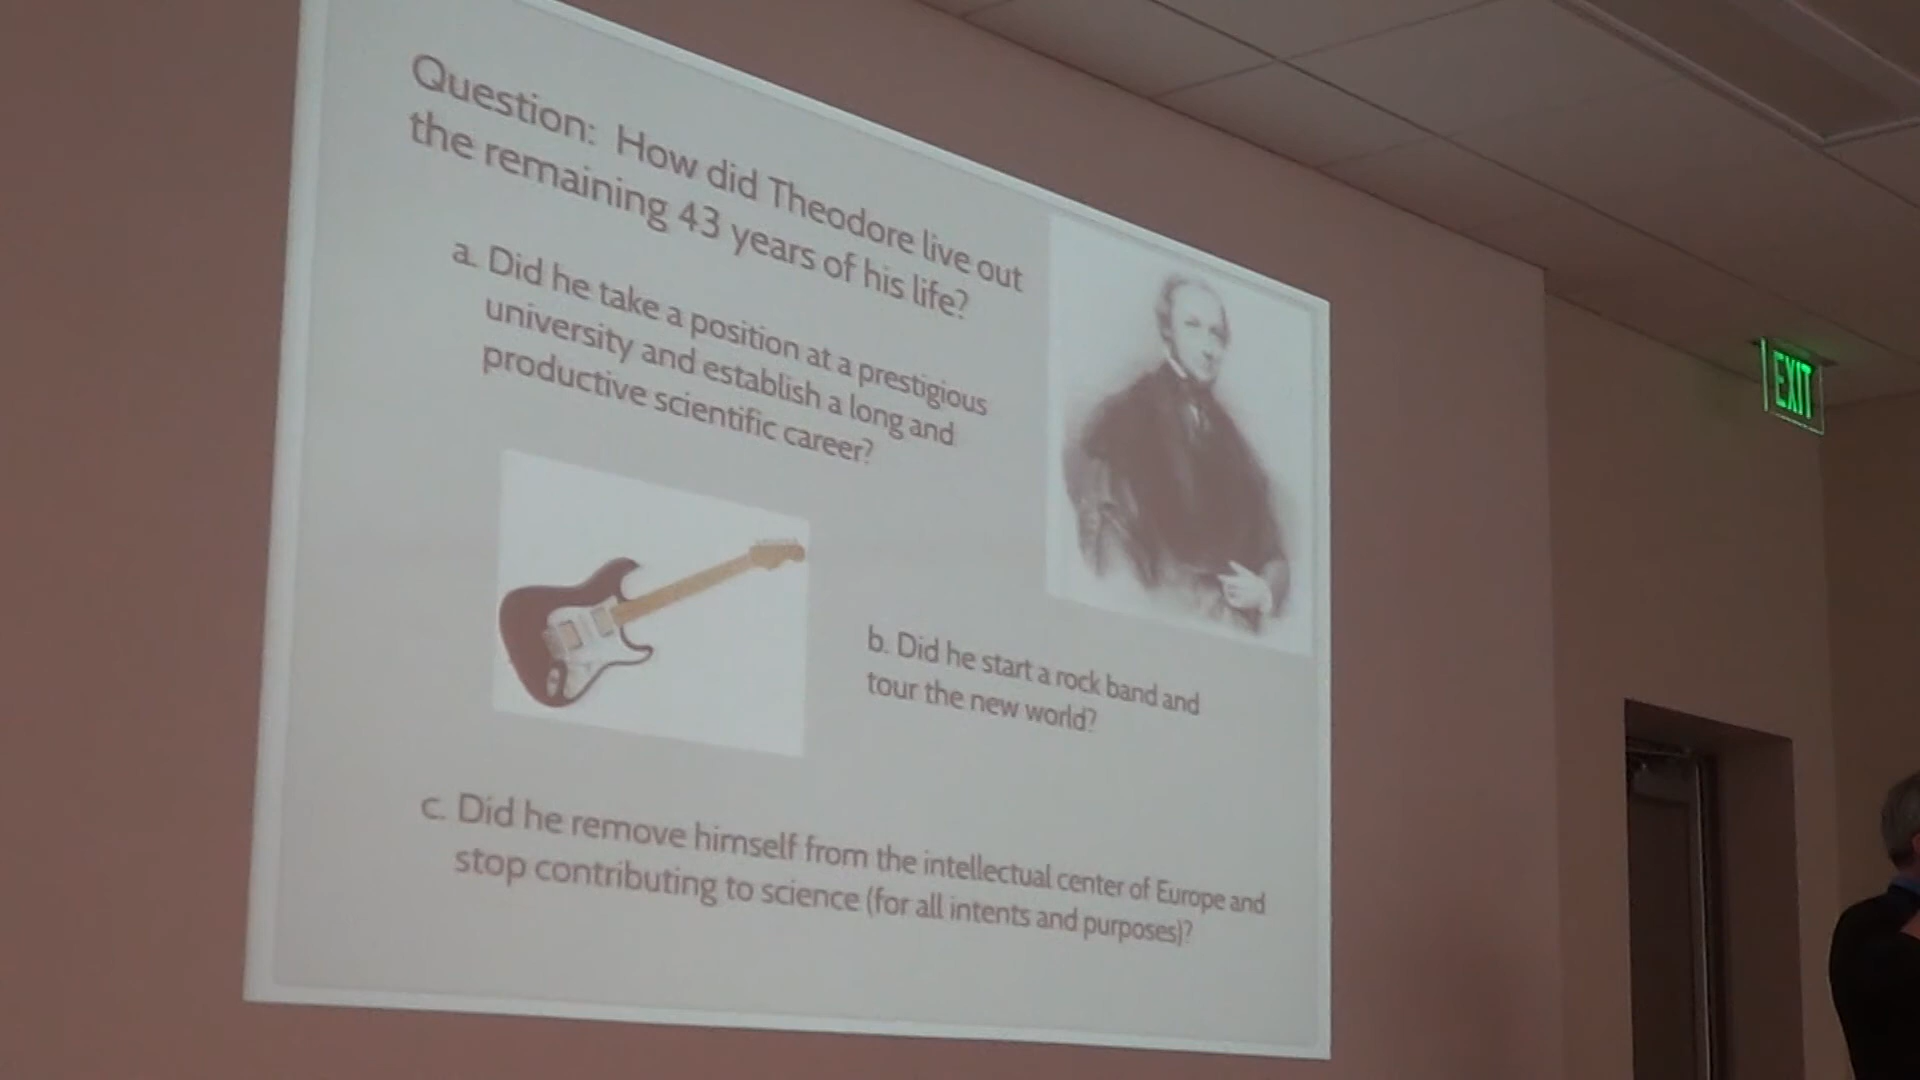 Question: How did Theodore live out
the remaining 43 years of his life?
a. Did he take a position at a prestigious
university and establish a long and
productive scientific career?
b. Did he start a rock band and
tour the new world?
c. Did he remove himself from the intellectual center of Europe and
stop contributing to science (for all intents and purposes)?
EXIT